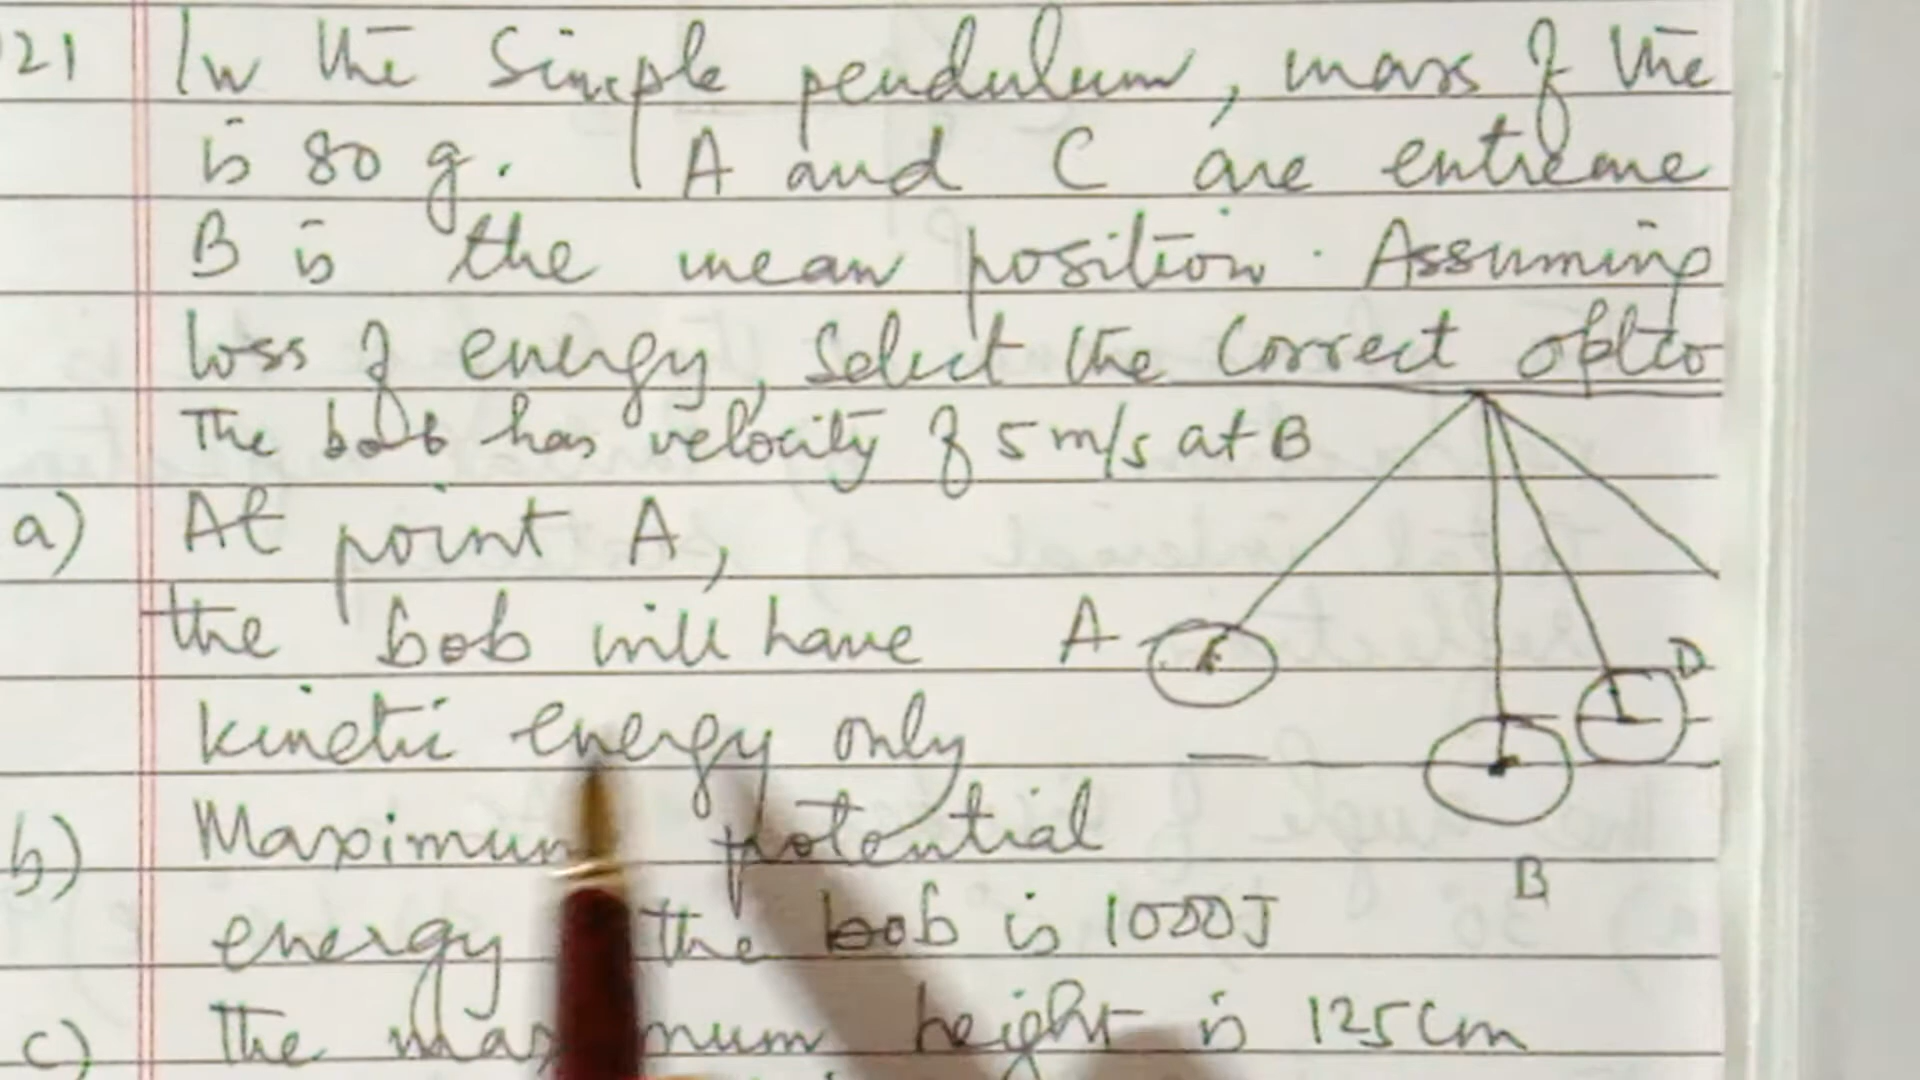 21 In the simple pendulum, mass of the
is 80 g. A and C are extreme
B is the mean position. Assuming
loss of energy, select the correct optio
The bob has velocity of 5 m/s at B
a) At point A,
the bob will have A
kinetic energy only D
b) Maximum potential
B
energy the bob is 1000J
c) the height is 125 cm